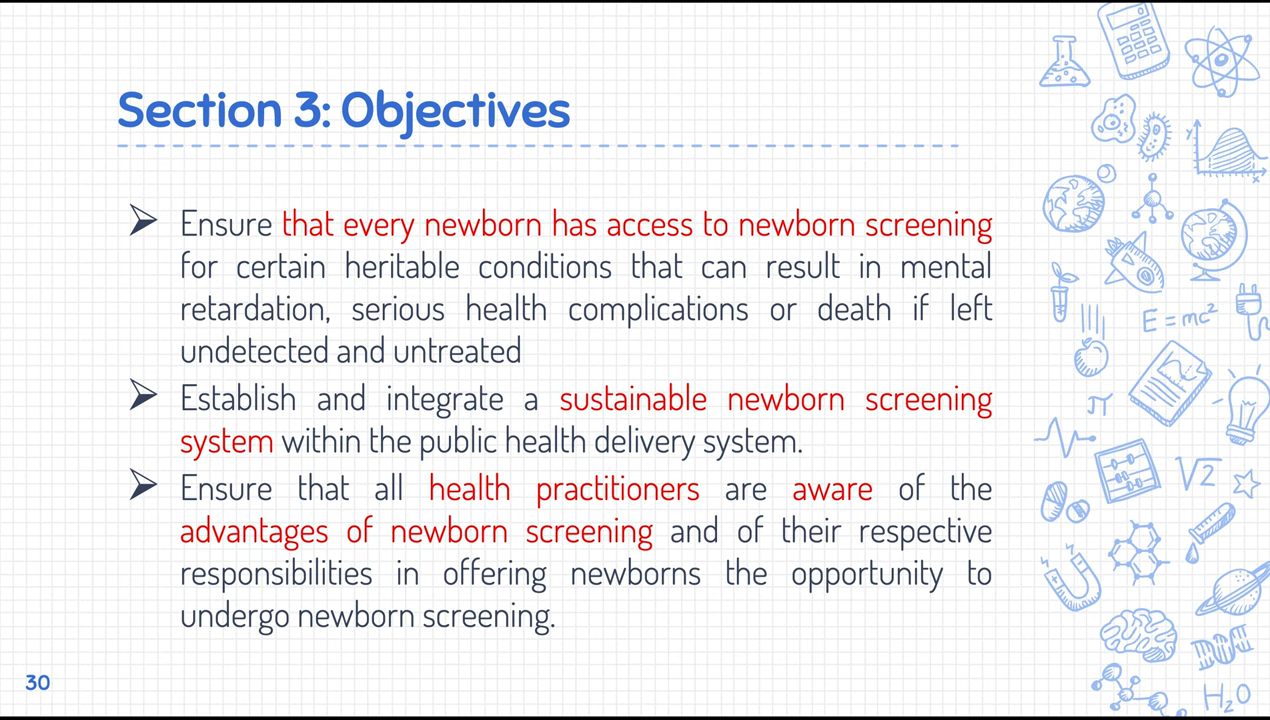 Section 3: Objectives
Ensure that every newborn has access to newborn screening
for certain heritable conditions that can result in mental
retardation, serious health complications or death if left
undetected and untreated
Establish and integrate a sustainable newborn screening
system within the public health delivery system.
Ensure that all health practitioners are aware of the
advantages of newborn screening and of their respective
responsibilities in offering newborns the opportunity to
undergo newborn screening.
30
y
x
E=mc²
π
√2
H₂O